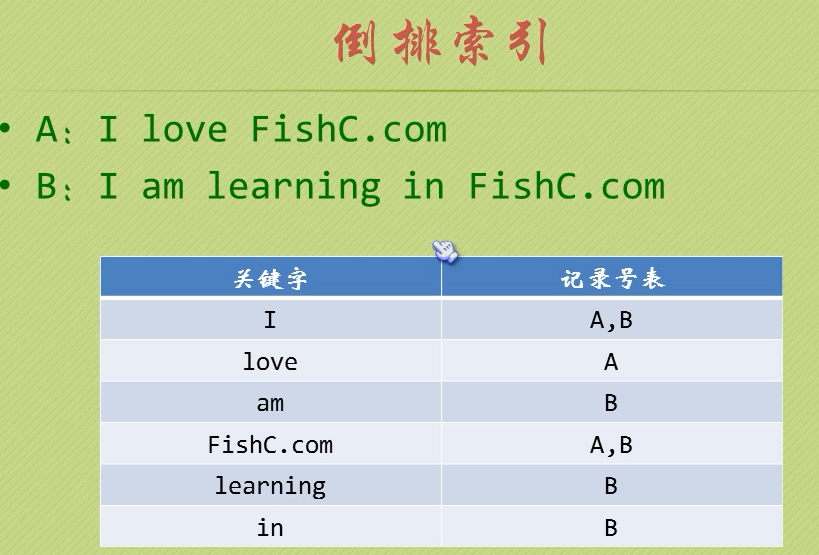 倒排索引
• A: I love FishC.com
• B: I am learning in FishC.com
关键字 记录号表
I A,B
love A
am B
FishC.com A,B
learning B
in B